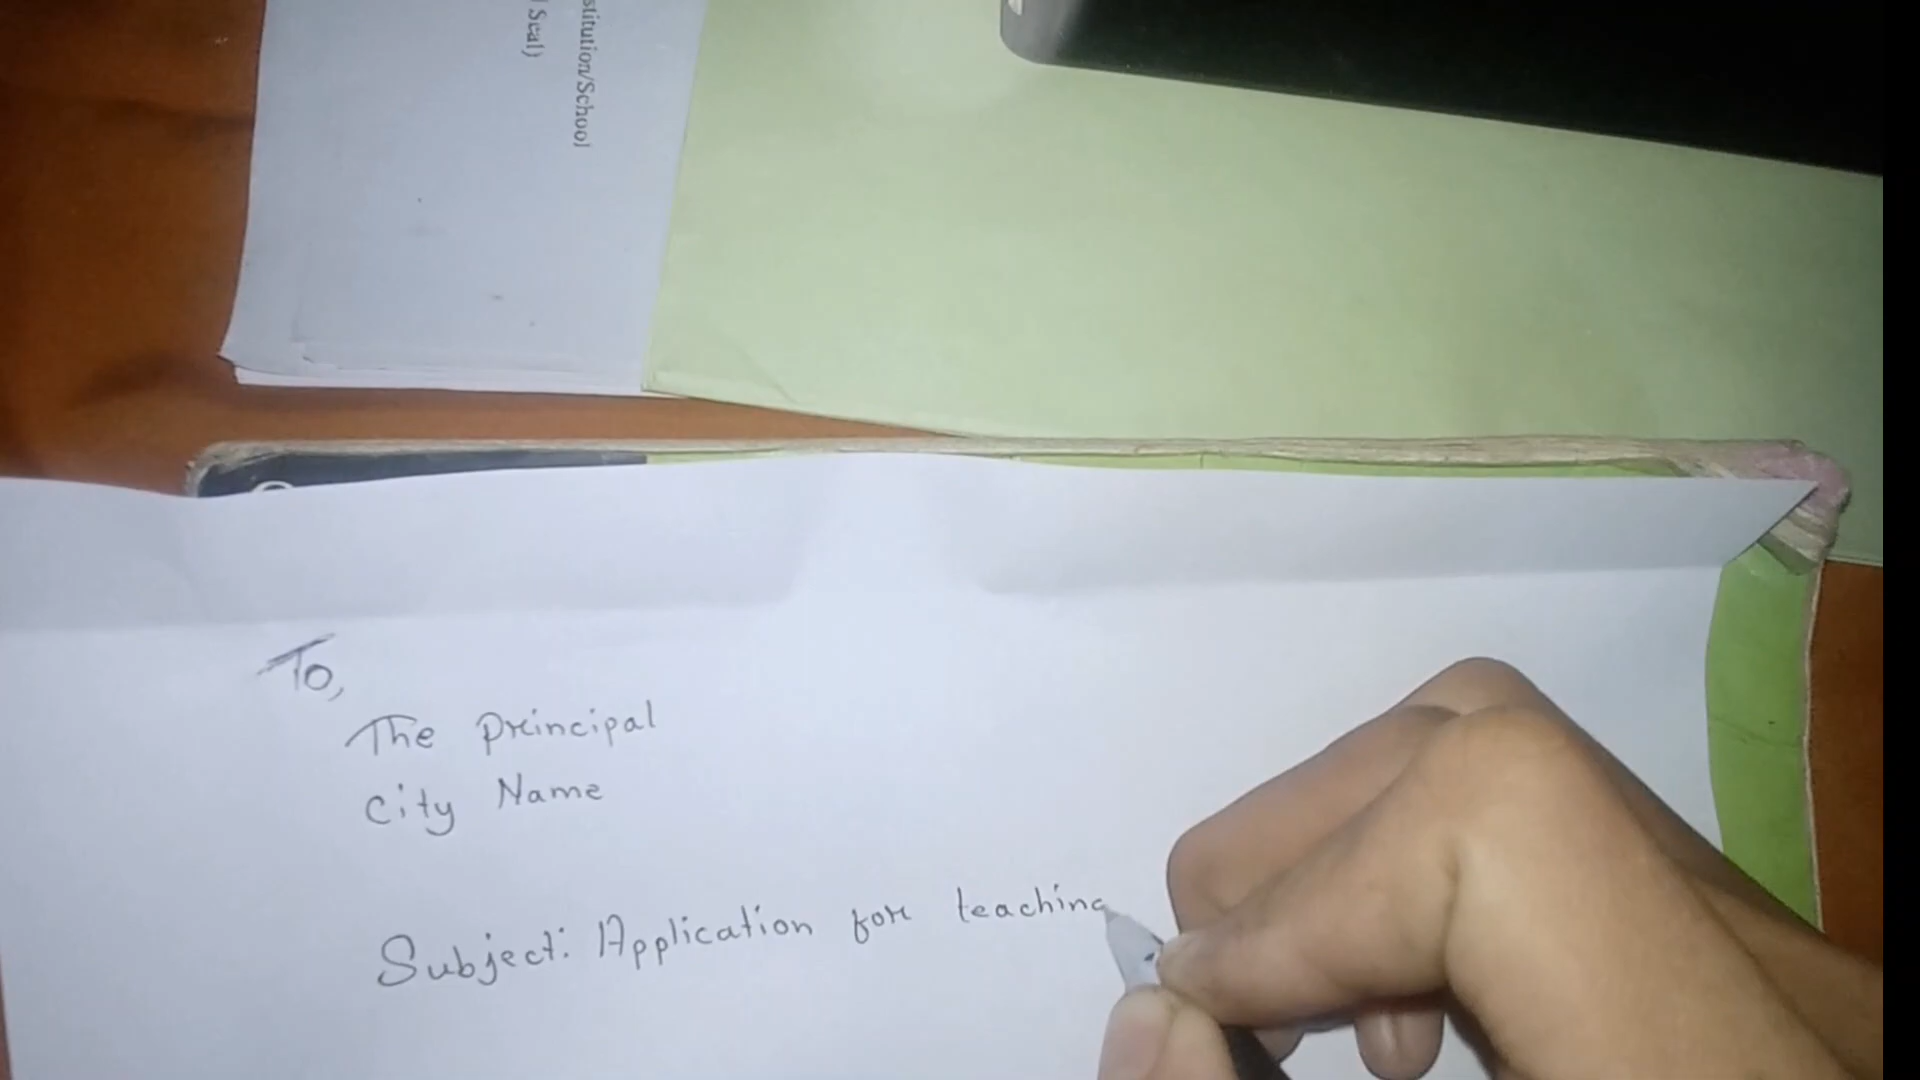 stitution/School
Seal)
To,
The Principal
City Name
Subject: Application for teaching